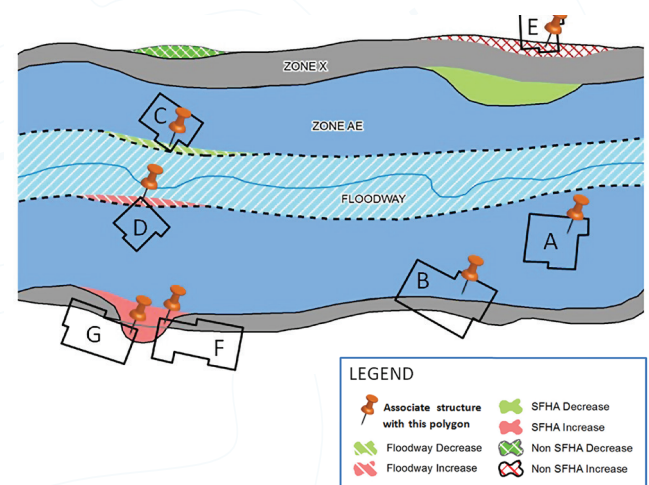 E
ZONE X
C
ZONE AE
FLOODWAY
D
A
B
G
F
LEGEND
Associate structure
with this polygon
Floodway Decrease
Floodway Increase
SFHA Decrease
SFHA Increase
Non SFHA Decrease
Non SFHA Increase